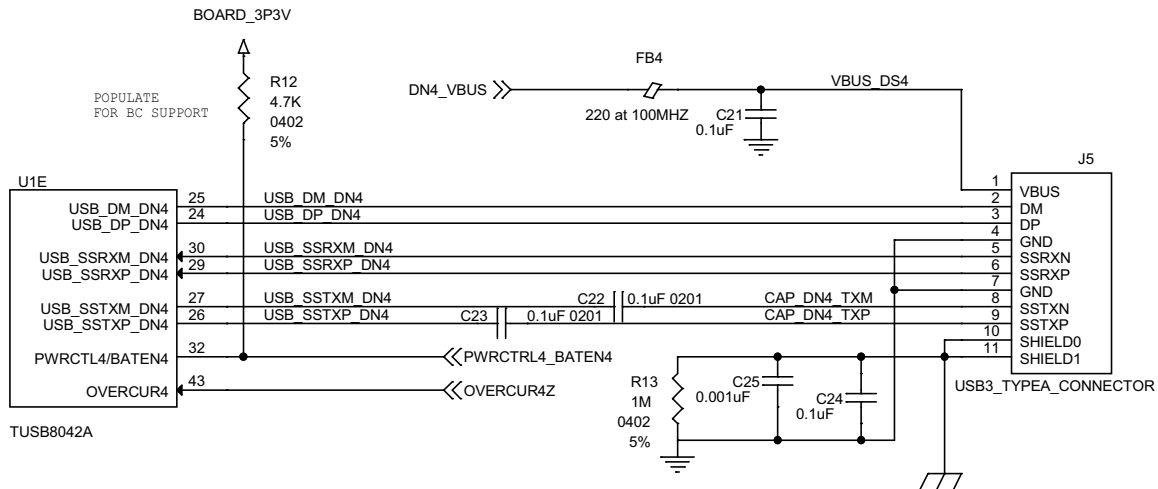 BOARD_3P3V
POPULATE
FOR BC SUPPORT
R12
4.7K
0402
5%
DN4_VBUS
FB4
220 at 100MHZ
VBUS_DS4
C21
0.1uF
U1E
USB_DM_DN4
25
USB_DM_DN4
USB_DP_DN4
24
USB_DP_DN4
USB_SSRXM_DN4
30
USB_SSRXM_DN4
USB_SSRXP_DN4
29
USB_SSRXP_DN4
USB_SSTXM_DN4
27
USB_SSTXM_DN4
C22
0.1uF 0201
CAP_DN4_TXM
USB_SSTXP_DN4
26
USB_SSTXP_DN4
C23
0.1uF 0201
CAP_DN4_TXP
PWRCTL4/BATEN4
32
PWRCTRL4_BATEN4
OVERCUR4
43
OVERCUR4Z
TUSB8042A
R13
1M
0402
5%
C25
0.001uF
C24
0.1uF
J5
1
VBUS
2
DM
3
DP
4
GND
5
SSRXN
6
SSRXP
7
GND
8
SSTXN
9
SSTXP
10
SHIELD0
11
SHIELD1
USB3_TYPEA_CONNECTOR